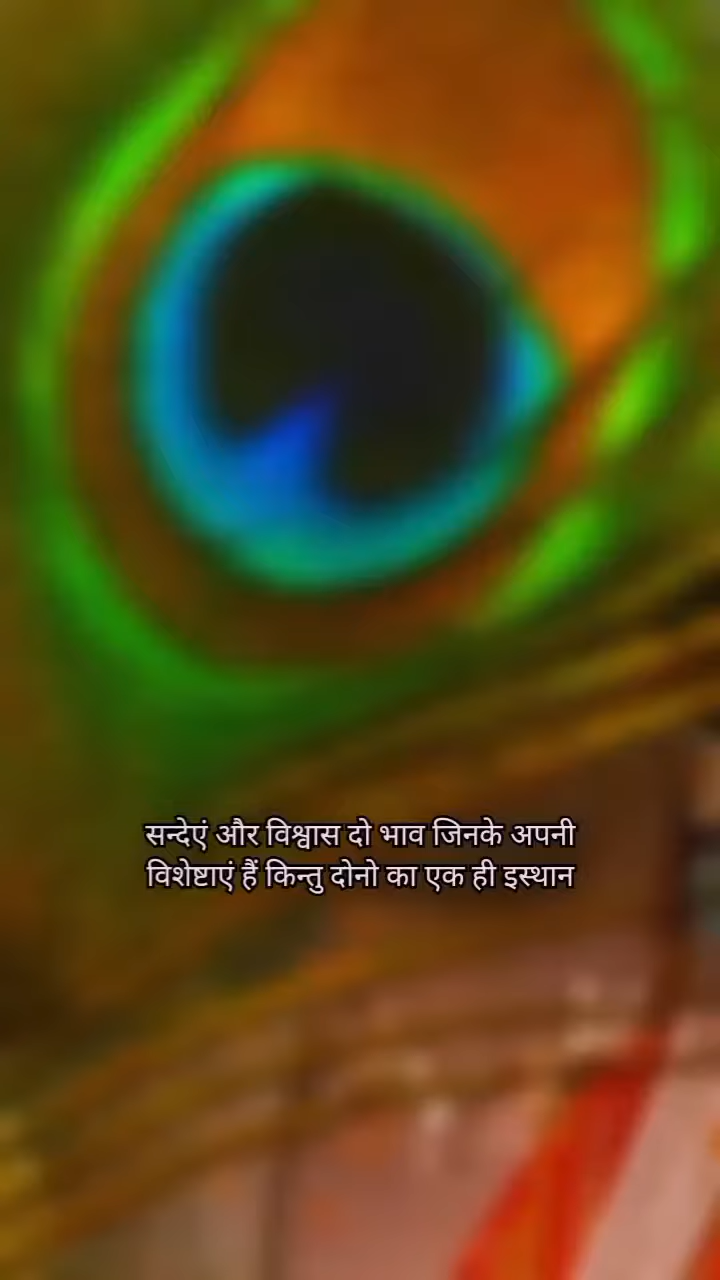 सन्देएं और विश्वास दो भाव जिनके अपनी
विशेष्टाएं हैं किन्तु दोनो का एक ही इस्थान